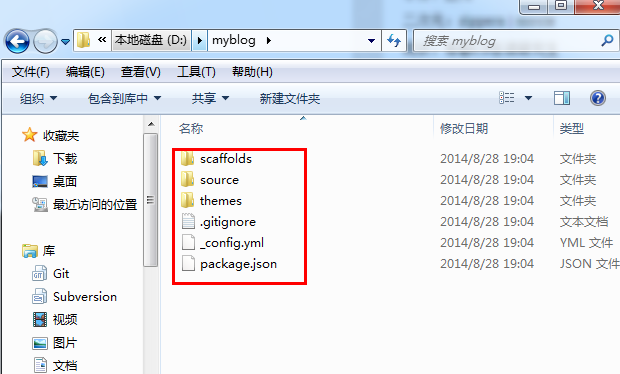 本地磁盘 (D:) myblog 搜索 myblog
文件(F) 编辑(E) 查看(V) 工具(T) 帮助(H)
组织 包含到库中 共享 新建文件夹
名称 修改日期 类型
收藏夹
下载
桌面
最近访问的位置
库
Git
Subversion
视频
图片
文档
scaffolds 2014/8/28 19:04 文件夹
source 2014/8/28 19:04 文件夹
themes 2014/8/28 19:04 文件夹
.gitignore 2014/8/28 19:04 文本文档
_config.yml 2014/8/28 19:04 YML 文件
package.json 2014/8/28 19:04 JSON 文件